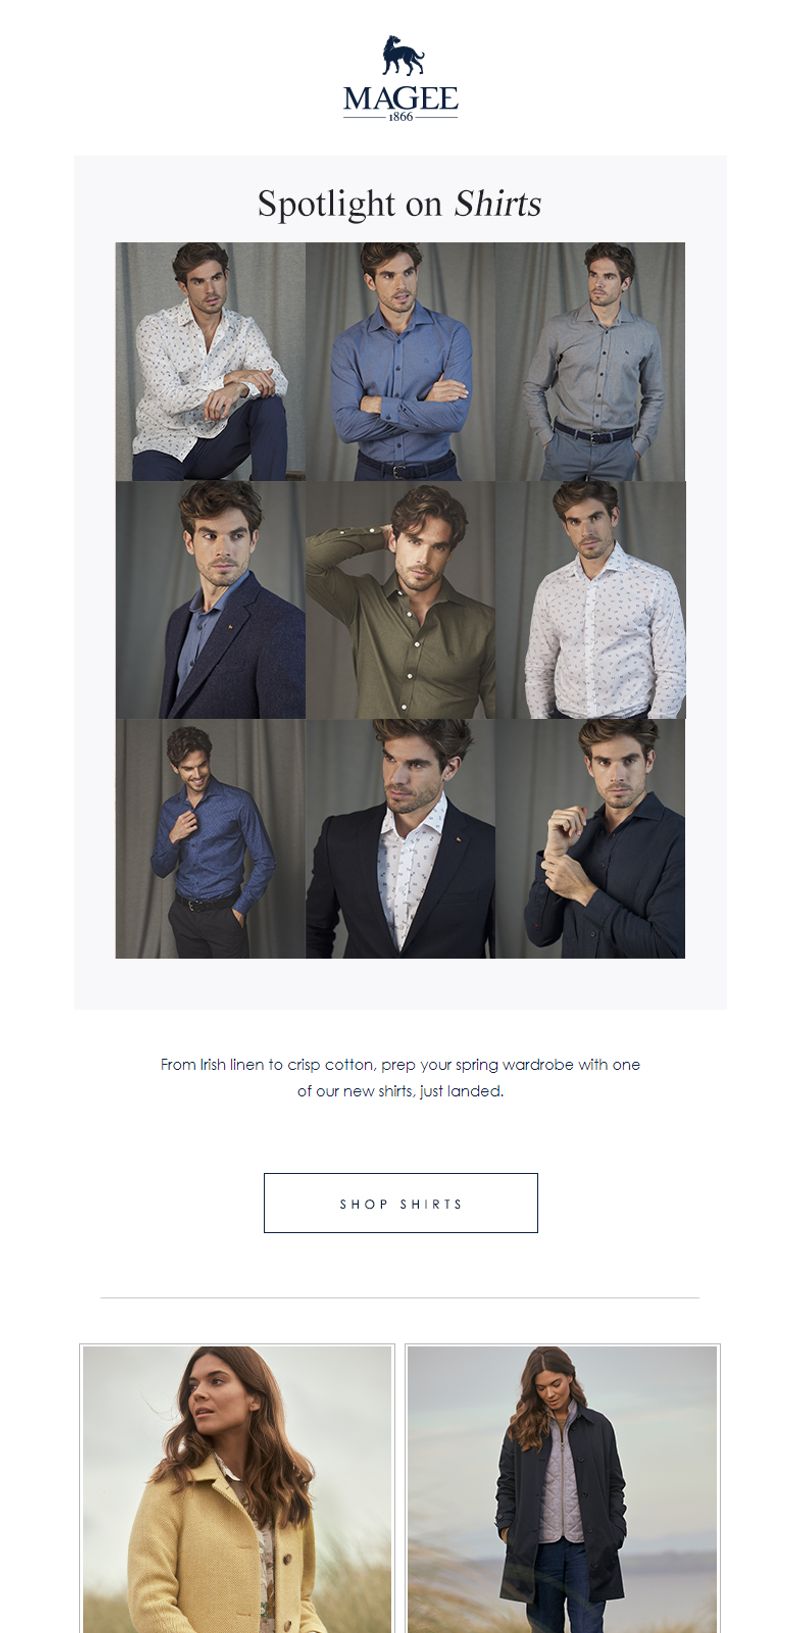 MAGEE
1866
Spotlight on Shirts
From Irish linen to crisp cotton, prep your spring wardrobe with one
of our new shirts, just landed.
SHOP SHIRTS